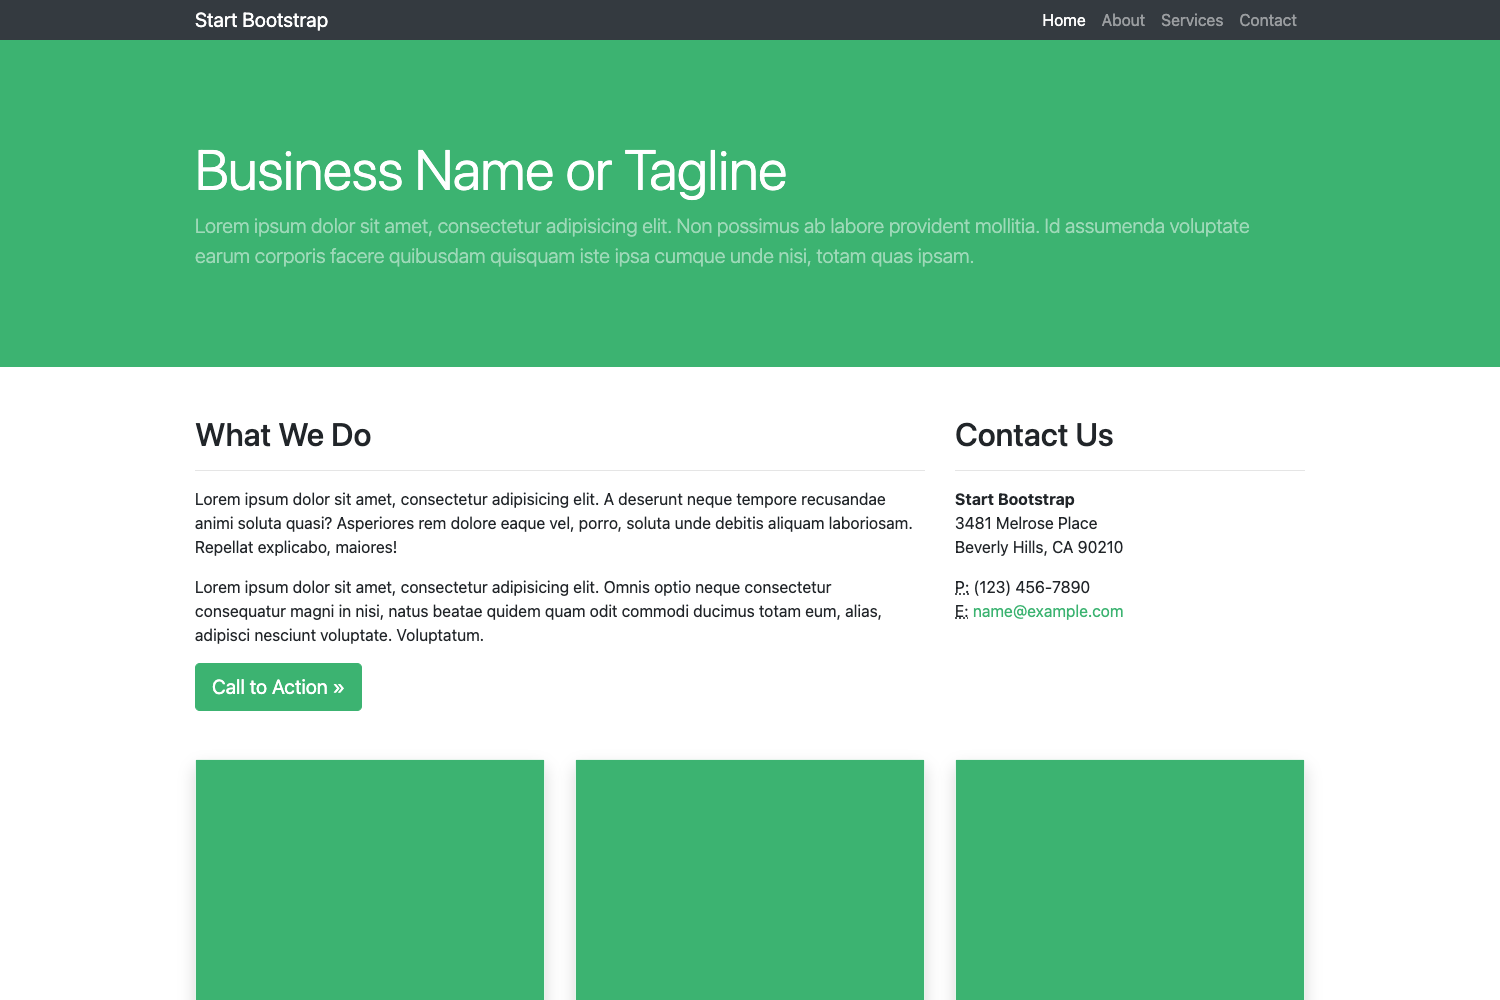 Start Bootstrap
Home About Services Contact
Business Name or Tagline
Lorem ipsum dolor sit amet, consectetur adipisicing elit. Non possimus ab labore provident mollitia. Id assumenda voluptate
earum corporis facere quibusdam quisquam iste ipsa cumque unde nisi, totam quas ipsam.
What We Do
Lorem ipsum dolor sit amet, consectetur adipisicing elit. A deserunt neque tempore recusandae
animi soluta quasi? Asperiores rem dolore eaque vel, porro, soluta unde debitis aliquam laboriosam.
Repellat explicabo, maiores!
Lorem ipsum dolor sit amet, consectetur adipisicing elit. Omnis optio neque consectetur
consequatur magni in nisi, natus beatae quidem quam odit commodi ducimus totam eum, alias,
adipisci nesciunt voluptate. Voluptatum.
Call to Action »
Contact Us
Start Bootstrap
3481 Melrose Place
Beverly Hills, CA 90210
P: (123) 456-7890
E: name@example.com